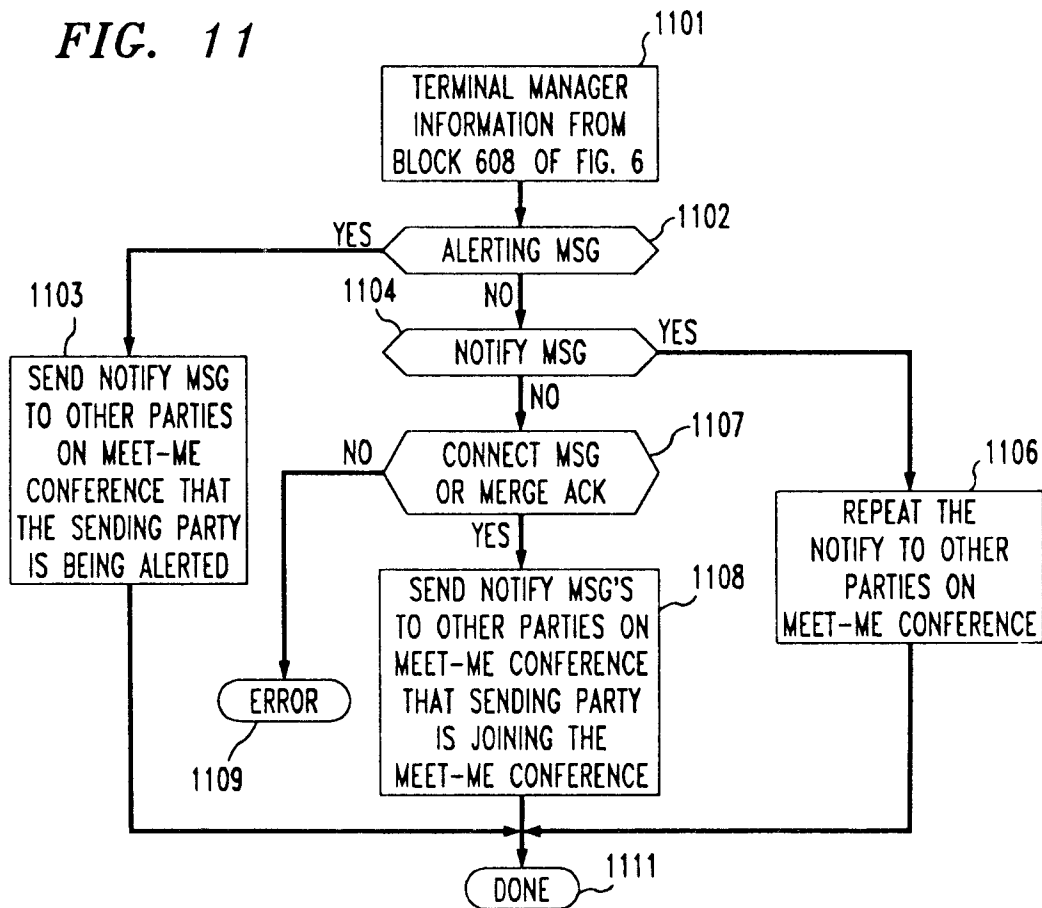 FIG. 11
1101
TERMINAL MANAGER
INFORMATION FROM
BLOCK 608 OF FIG. 6
1102
YES
ALERTING MSG
NO
1103
1104
YES
NOTIFY MSG
NO
SEND NOTIFY MSG
TO OTHER PARTIES
ON MEET-ME
CONFERENCE THAT
THE SENDING PARTY
IS BEING ALERTED
1107
NO
CONNECT MSG
OR MERGE ACK
YES
1106
REPEAT THE
NOTIFY TO OTHER
PARTIES ON
MEET-ME CONFERENCE
1108
SEND NOTIFY MSG'S
TO OTHER PARTIES ON
MEET-ME CONFERENCE
THAT SENDING PARTY
IS JOINING THE
MEET-ME CONFERENCE
ERROR
1109
1111
DONE